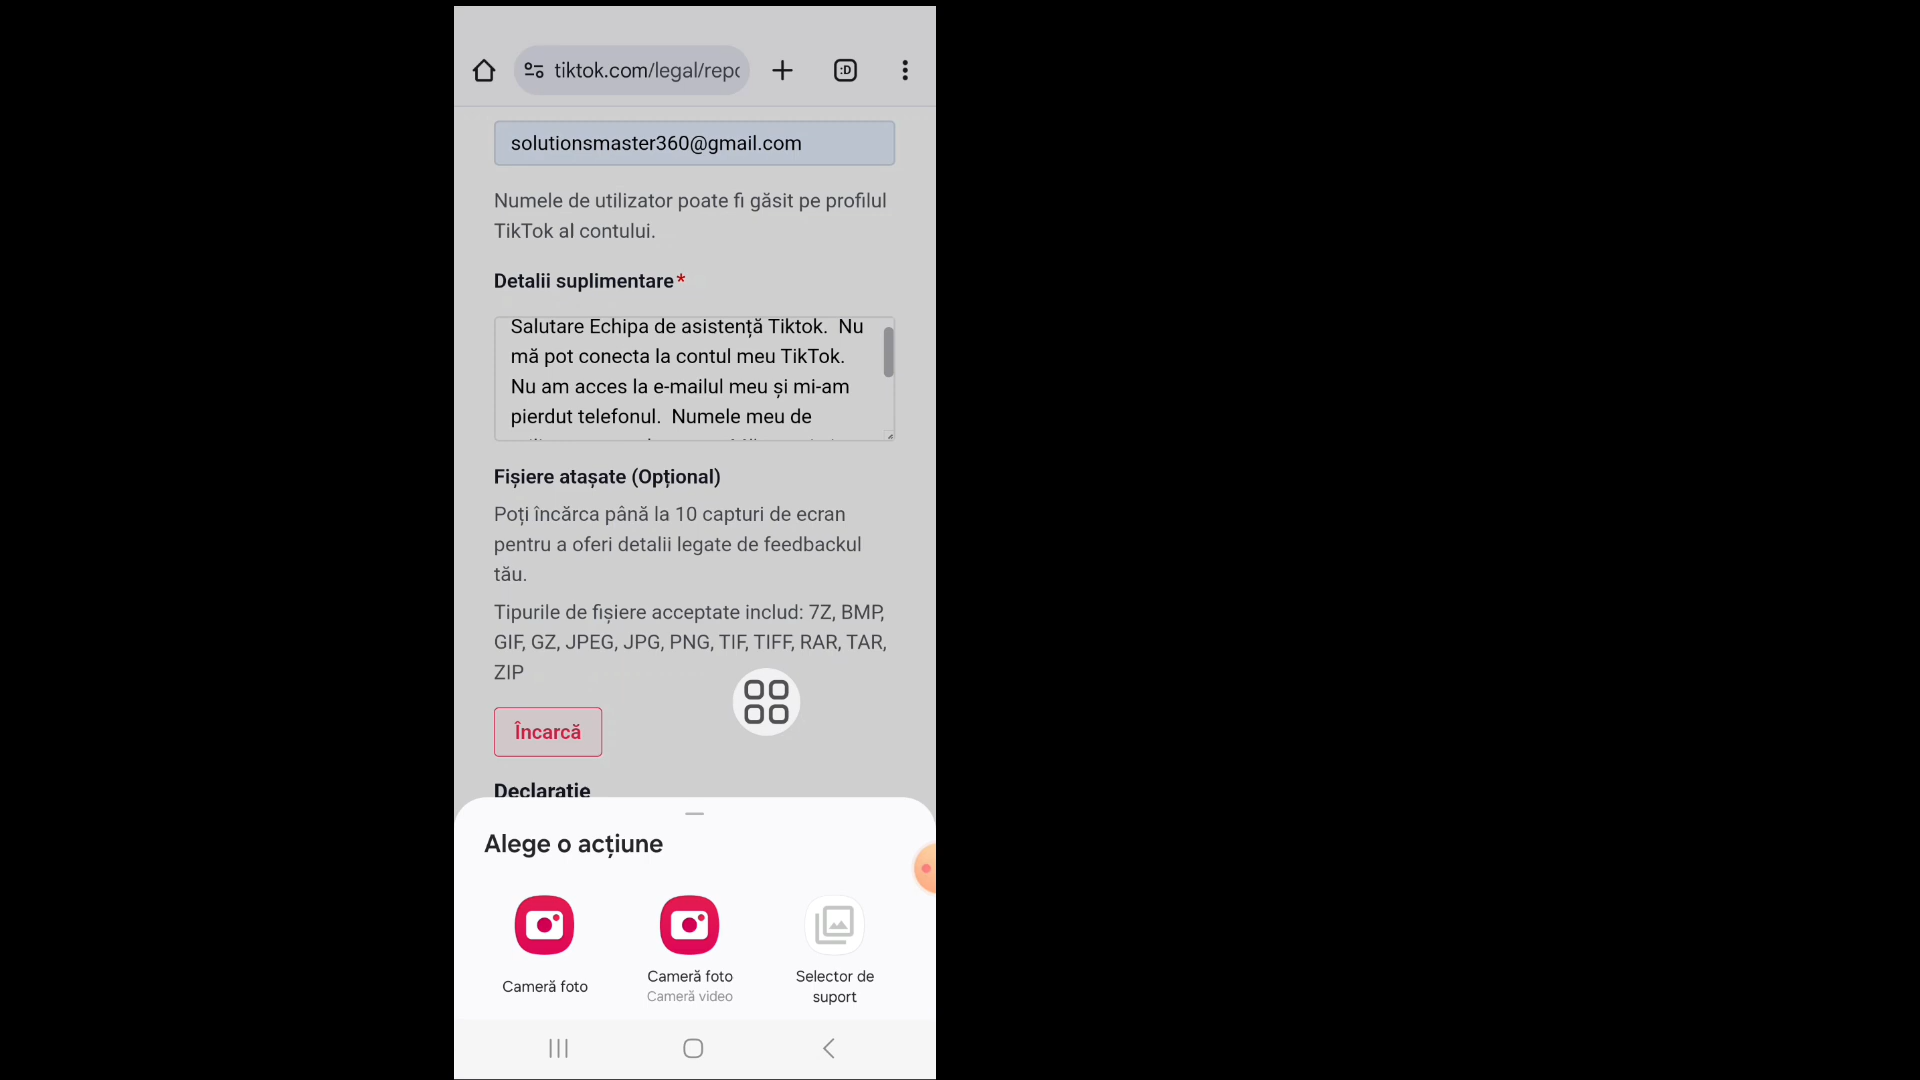 tiktok.com/legal/repo
:D
solutionsmaster360@gmail.com
Numele de utilizator poate fi găsit pe profilul
TikTok al contului.
Detalii suplimentare*
Salutare Echipa de asistență Tiktok.  Nu
mă pot conecta la contul meu TikTok.
Nu am acces la e-mailul meu și mi-am
pierdut telefonul.  Numele meu de
Fișiere atașate (Opțional)
Poți încărca până la 10 capturi de ecran
pentru a oferi detalii legate de feedbackul
tău.
Tipurile de fișiere acceptate includ: 7Z, BMP,
GIF, GZ, JPEG, JPG, PNG, TIF, TIFF, RAR, TAR,
ZIP
Încarcă
Declarație
Alege o acțiune
Cameră foto
Cameră foto
Cameră video
Selector de
suport